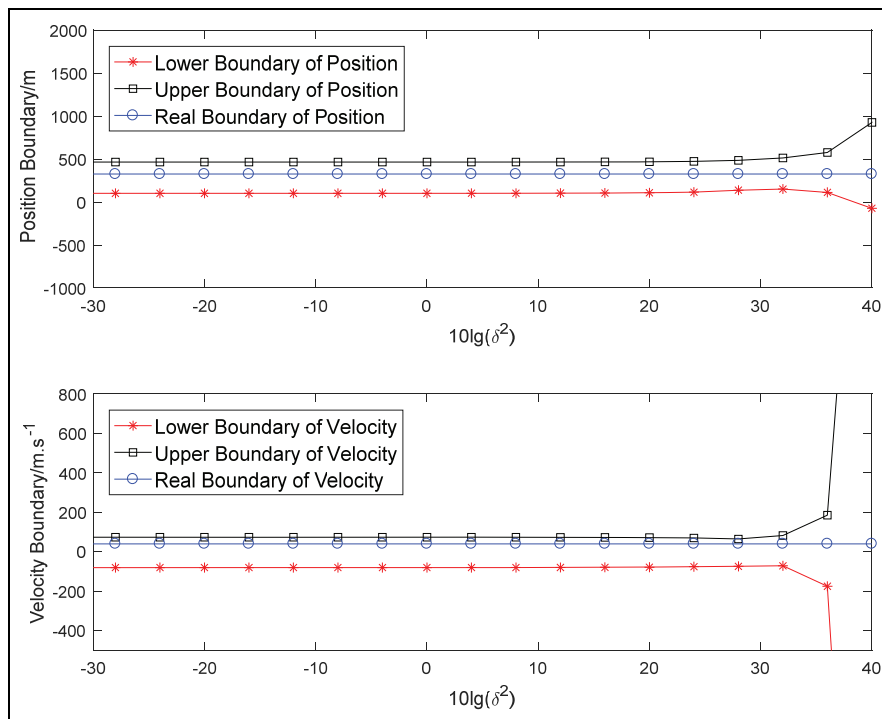 2000
1500
1000
500
0
-500
-1000
Position Boundary/m
Lower Boundary of Position
Upper Boundary of Position
Real Boundary of Position
-30 -20 -10 0 10 20 30 40
10lg(δ²)
800
600
400
200
0
-200
-400
Velocity Boundary/m.s⁻¹
Lower Boundary of Velocity
Upper Boundary of Velocity
Real Boundary of Velocity
-30 -20 -10 0 10 20 30 40
10lg(δ²)